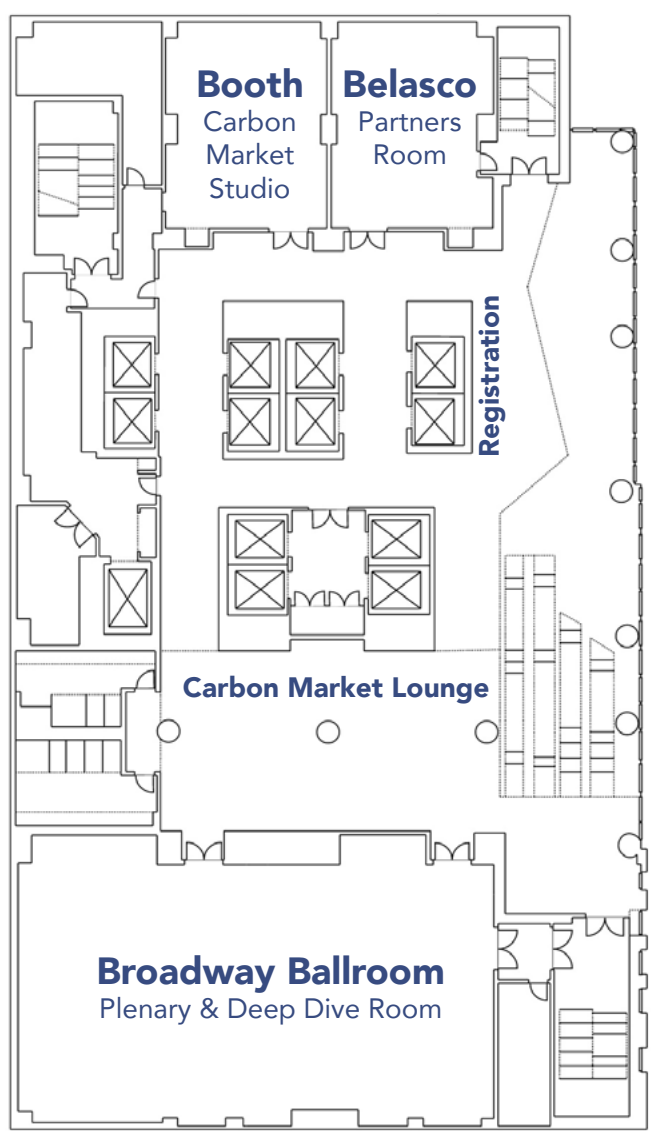 Booth
Carbon
Market
Studio
Belasco
Partners
Room
Registration
Carbon Market Lounge
Broadway Ballroom
Plenary & Deep Dive Room